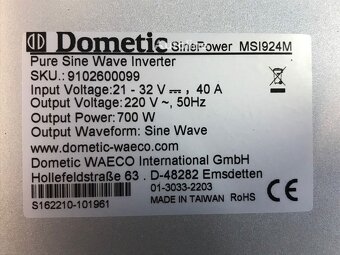 Dometic SinePower MSI924M
Pure Sine Wave Inverter
SKU.: 9102600099
Input Voltage: 21 - 32 V ⎓, 40 A
Output Voltage: 220 V ~, 50Hz
Output Power: 700 W
Output Waveform: Sine Wave
www.dometic-waeco.com
Dometic WAECO International GmbH
Hollefeldstraße 63 . D-48282 Emsdetten
01-3033-2203
S162210-101961 MADE IN TAIWAN RoHS